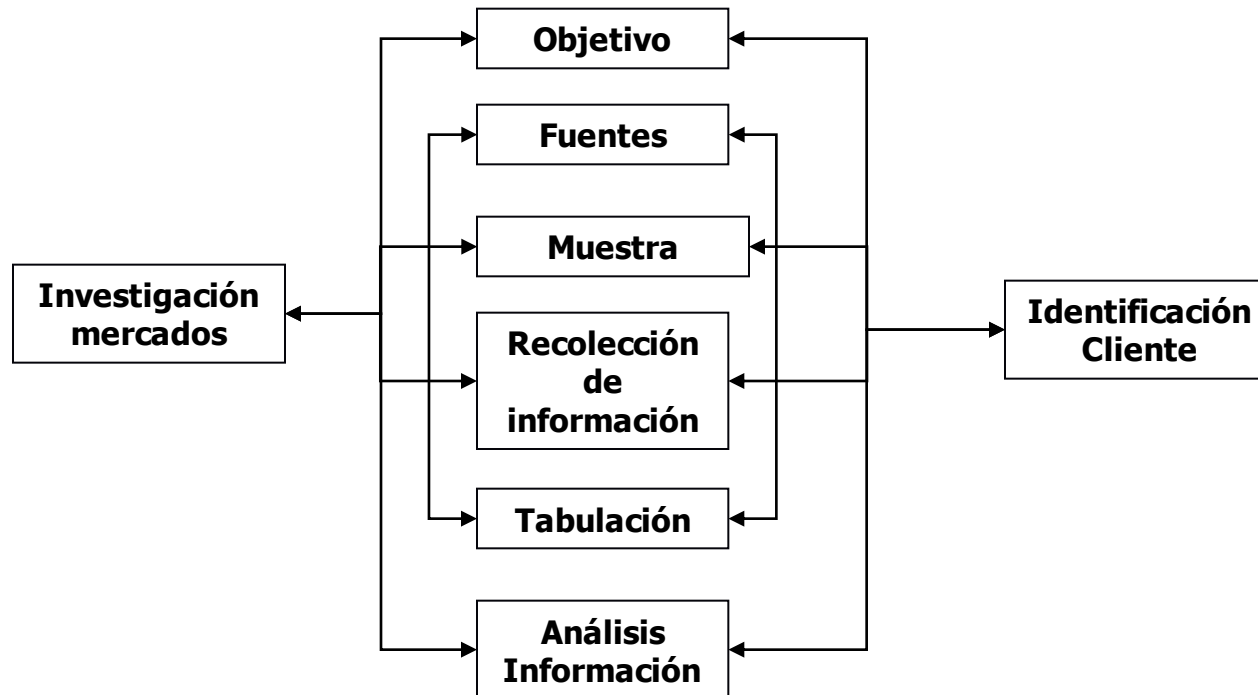 Objetivo
Fuentes
Muestra
Investigación
mercados
Recolección
de
información
Identificación
Cliente
Tabulación
Análisis
Información